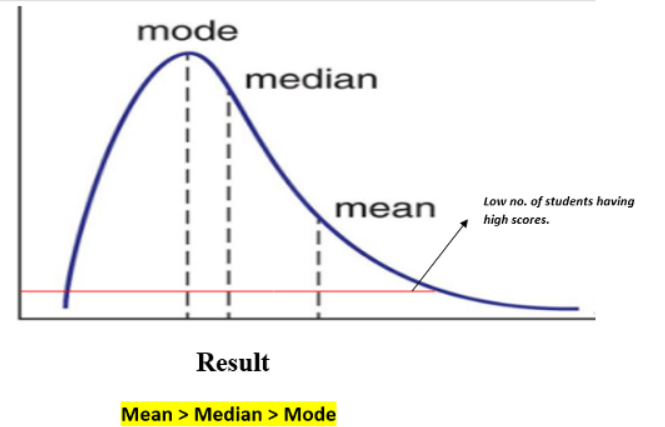 mode
median
mean
Low no. of students having
high scores.
Result
Mean > Median > Mode